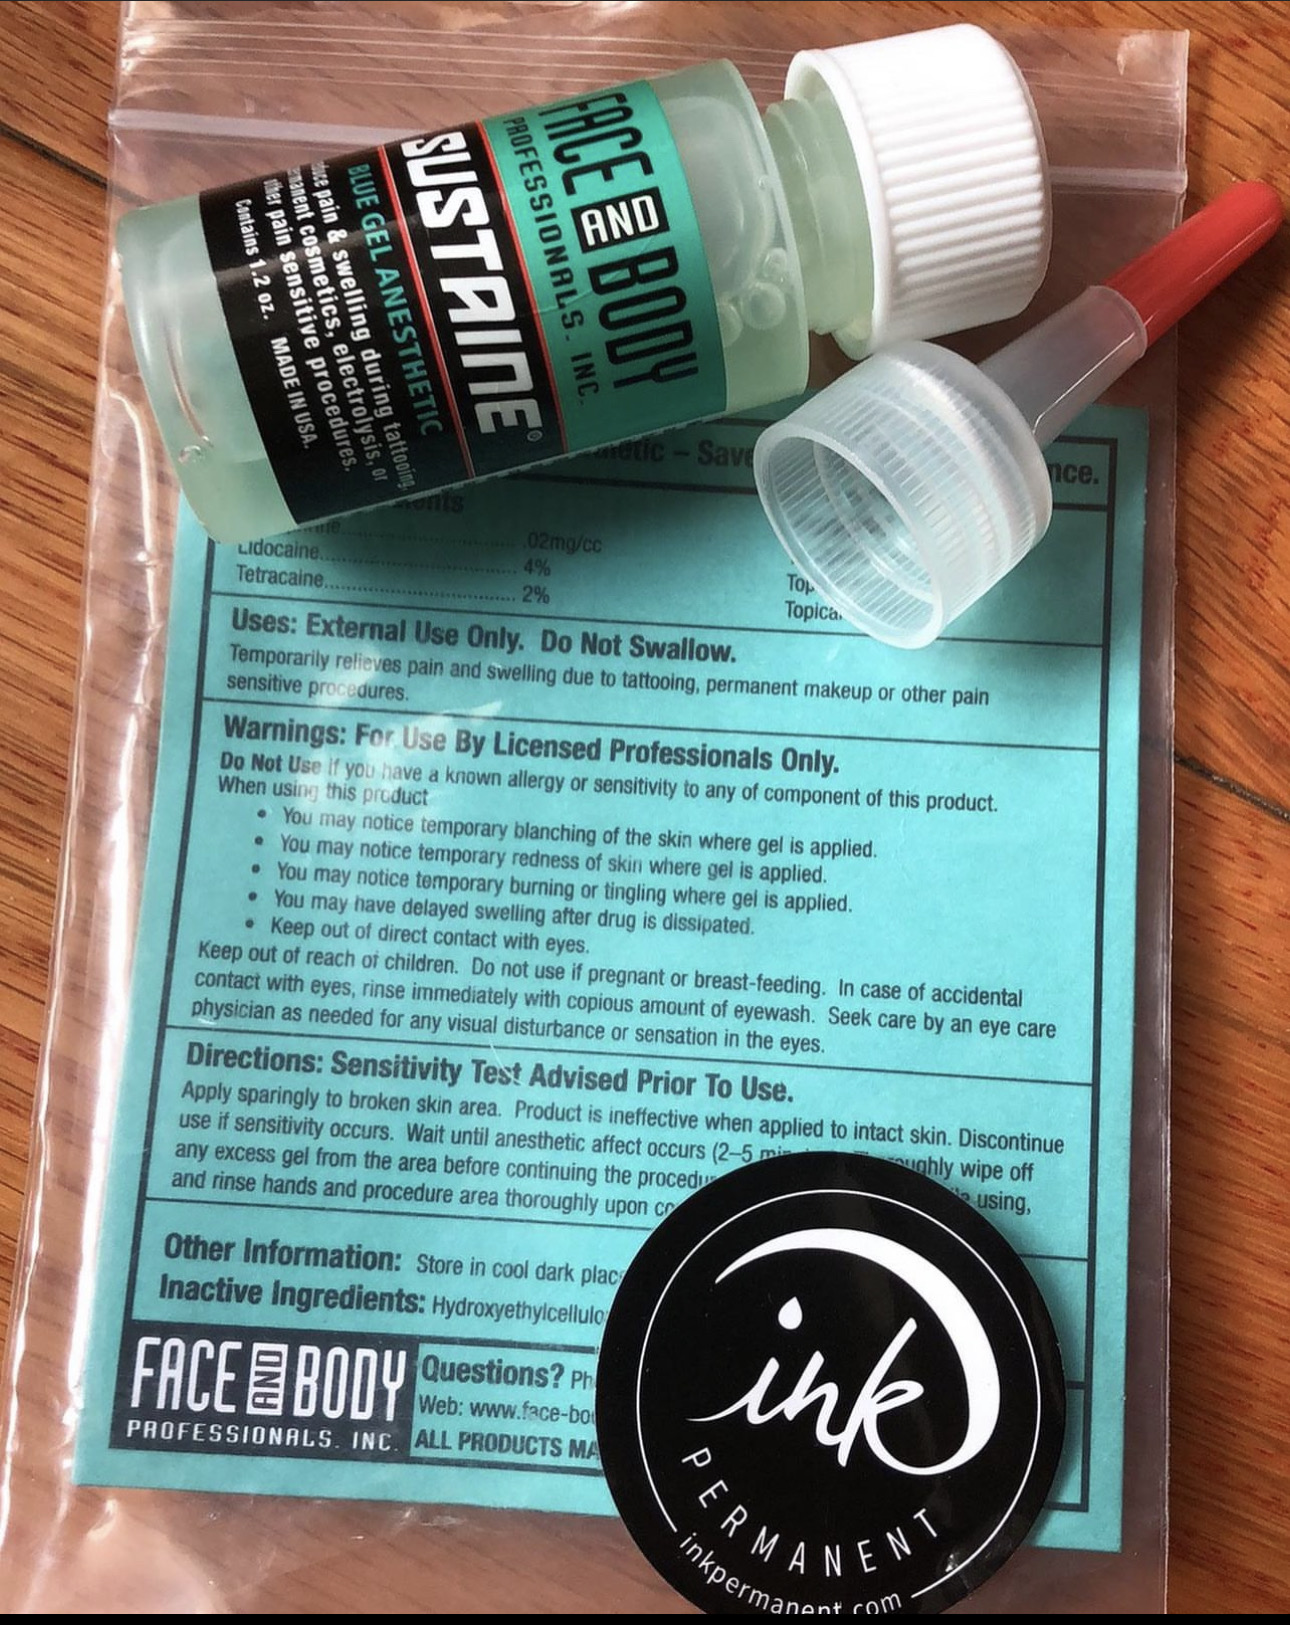 FACE AND BODY
PROFESSIONALS. INC.
SUSTAINE®
BLUE GEL ANESTHETIC
pain & swelling during tattooing,
cosmetics, electrolysis, or
pain sensitive procedures.
Contains 1.2 oz. MADE IN USA.
– Save
.02mg/cc
Lidocaine 4%
Tetracaine 2%
Uses: External Use Only. Do Not Swallow.
Temporarily relieves pain and swelling due to tattooing, permanent makeup or other pain
sensitive procedures.
Warnings: For Use By Licensed Professionals Only.
Do Not Use if you have a known allergy or sensitivity to any of component of this product.
When using this product
• You may notice temporary blanching of the skin where gel is applied.
• You may notice temporary redness of skin where gel is applied.
• You may notice temporary burning or tingling where gel is applied.
• You may have delayed swelling after drug is dissipated.
• Keep out of direct contact with eyes.
Keep out of reach of children. Do not use if pregnant or breast-feeding. In case of accidental
contact with eyes, rinse immediately with copious amount of eyewash. Seek care by an eye care
physician as needed for any visual disturbance or sensation in the eyes.
Directions: Sensitivity Test Advised Prior To Use.
Apply sparingly to broken skin area. Product is ineffective when applied to intact skin. Discontinue
use if sensitivity occurs. Wait until anesthetic affect occurs (2–5 wipe off
any excess gel from the area before continuing the using,
and rinse hands and procedure area thoroughly upon
Other Information: Store in cool dark
Inactive Ingredients:
FACE AND BODY
PROFESSIONALS. INC.
Questions?
Web: www.face-bo
ALL PRODUCTS
ink
PERMANENT
inkpermanent.com